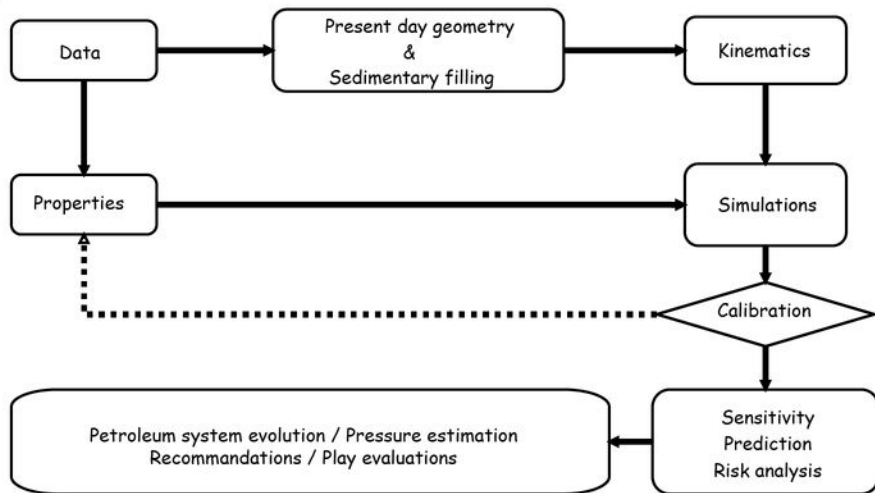 Data
Present day geometry
&
Sedimentary filling
Kinematics
Properties
Simulations
Calibration
Sensitivity
Prediction
Risk analysis
Petroleum system evolution / Pressure estimation
Recommandations / Play evaluations